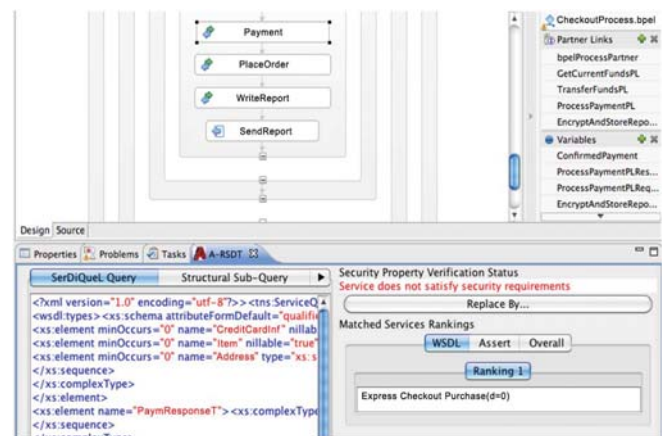 Payment
PlaceOrder
WriteReport
SendReport
CheckoutProcess.bpel
Partner Links
bpelProcessPartner
GetCurrentFundsPL
TransferFundsPL
ProcessPaymentPL
EncryptAndStoreRepo...
Variables
ConfirmedPayment
ProcessPaymentPLRes...
ProcessPaymentPLReq...
EncryptAndStoreRepo...
Design Source
Properties Problems Tasks A-RSDT
SerDiQueL Query Structural Sub-Query
<?xml version="1.0" encoding="utf-8"?>> <tns:ServiceQ
<wsdl:types> <xs:schema attributeFormDefault="qualifie
<xs:element minOccurs="0" name="CreditCardInf" nillab
<xs:element minOccurs="0" name="Item" nillable="true"
<xs:element minOccurs="0" name="Address" type="xs:s
</xs:sequence>
</xs:complexType>
</xs:element>
<xs:element name="PaymResponseT"> <xs:complexType
</xs:sequence>
Security Property Verification Status
Service does not satisfy security requirements
Replace By...
Matched Services Rankings
WSDL Assert Overall
Ranking 1
Express Checkout Purchase(d=0)